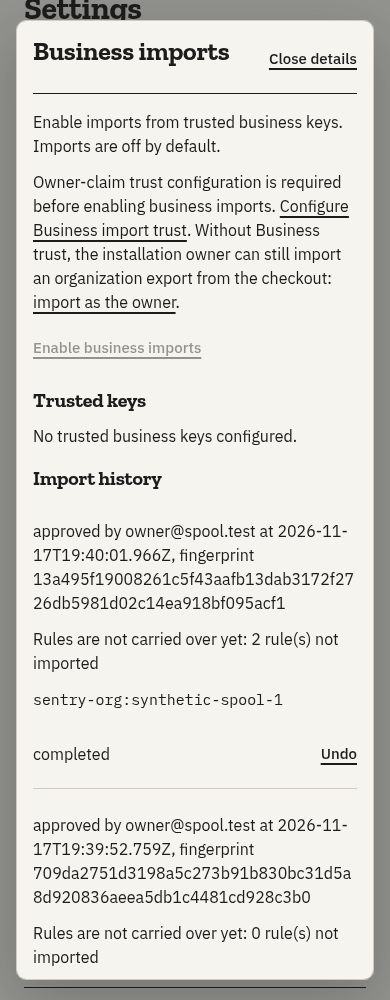 Settings
Business imports
Close details
Enable imports from trusted business keys.
Imports are off by default.
Owner-claim trust configuration is required
before enabling business imports. Configure
Business import trust. Without Business
trust, the installation owner can still import
an organization export from the checkout:
import as the owner.
Enable business imports
Trusted keys
No trusted business keys configured.
Import history
approved by owner@spool.test at 2026-11-
17T19:40:01.966Z, fingerprint
13a495f19008261c5f43aafb13dab3172f27
26db5981d02c14ea918bf095acf1
Rules are not carried over yet: 2 rule(s) not
imported
sentry-org:synthetic-spool-1
completed
Undo
approved by owner@spool.test at 2026-11-
17T19:39:52.759Z, fingerprint
709da2751d3198a5c273b91b830bc31d5a
8d920836aeea5db1c4481cd928c3b0
Rules are not carried over yet: 0 rule(s) not
imported